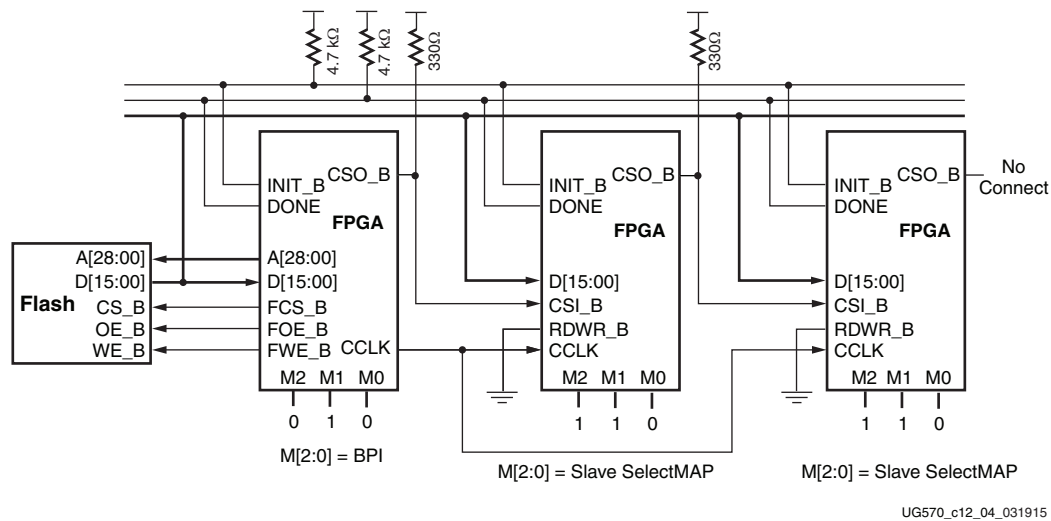 4.7 kΩ
4.7 kΩ
330Ω
330Ω
INIT_B
DONE
CSO_B
FPGA
A[28:00]
D[15:00]
FCS_B
FOE_B
FWE_B
CCLK
M2 M1 M0
0 1 0
M[2:0] = BPI
Flash
A[28:00]
D[15:00]
CS_B
OE_B
WE_B
INIT_B
DONE
CSO_B
FPGA
D[15:00]
CSI_B
RDWR_B
CCLK
M2 M1 M0
1 1 0
M[2:0] = Slave SelectMAP
INIT_B
DONE
CSO_B
FPGA
D[15:00]
CSI_B
RDWR_B
CCLK
M2 M1 M0
1 1 0
M[2:0] = Slave SelectMAP
No
Connect
UG570_c12_04_031915